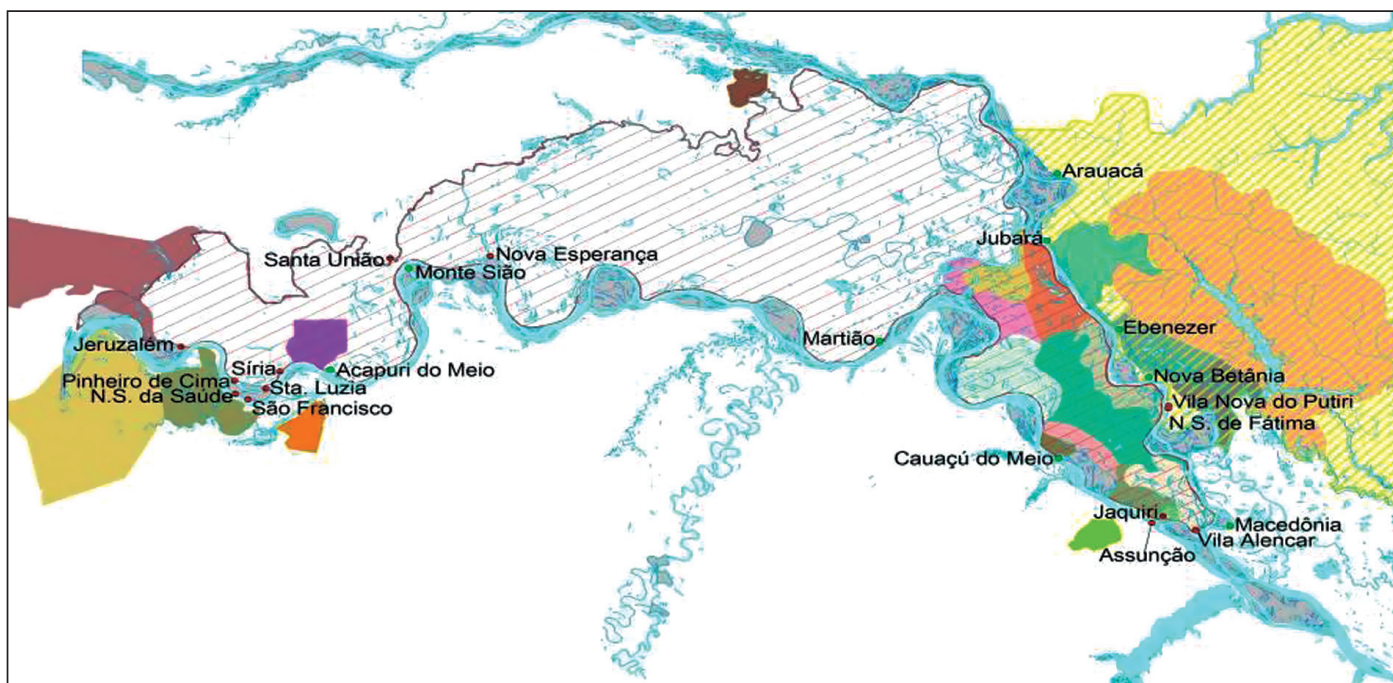 Arauacá
Jubará
Santa União
Nova Esperança
Monte Sião
Ebenezer
Martião
Jeruzalém
Síria
Acapuri do Meio
Nova Betânia
Pinheiro de Cima
Sta. Luzia
N.S. da Saúde
São Francisco
Vila Nova do Putiri
N.S. de Fátima
Cauaçú do Meio
Jaquiri
Macedônia
Vila Alencar
Assunção